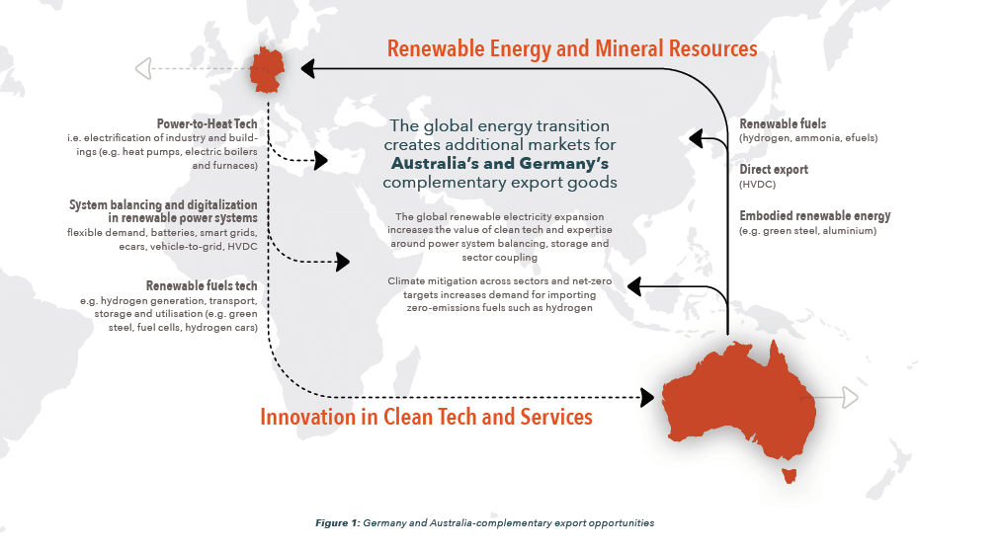 Renewable Energy and Mineral Resources
Power-to-Heat Tech
i.e. electrification of industry and build-
ings (e.g. heat pumps, electric boilers
and furnaces)
System balancing and digitalization
in renewable power systems
flexible demand, batteries, smart grids,
ecars, vehicle-to-grid, HVDC
Renewable fuels tech
e.g. hydrogen generation, transport,
storage and utilisation (e.g. green
steel, fuel cells, hydrogen cars)
The global energy transition
creates additional markets for
Australia's and Germany's
complementary export goods
The global renewable electricity expansion
increases the value of clean tech and expertise
around power system balancing, storage and
sector coupling
Climate mitigation across sectors and net-zero
targets increases demand for importing
zero-emissions fuels such as hydrogen
Renewable fuels
(hydrogen, ammonia, efuels)
Direct export
(HVDC)
Embodied renewable energy
(e.g. green steel, aluminium)
Innovation in Clean Tech and Services
Figure 1: Germany and Australia-complementary export opportunities